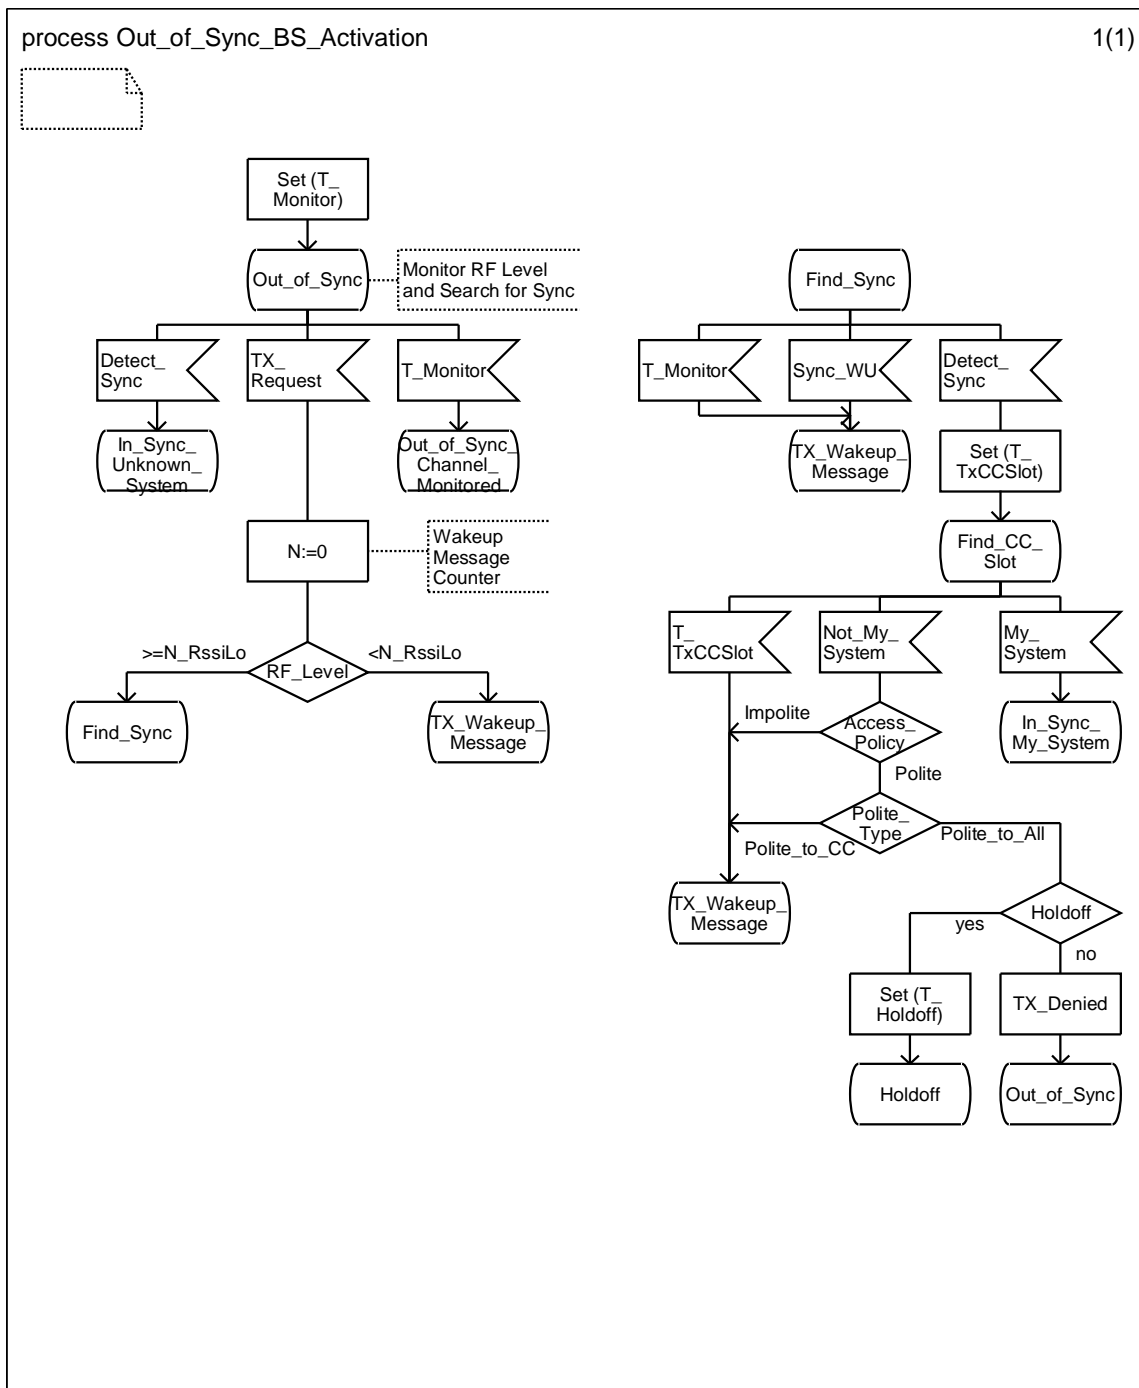 process Out_of_Sync_BS_Activation
1(1)
Set (T_
Monitor)
Out_of_Sync
Monitor RF Level
and Search for Sync
Detect_
Sync
TX_
Request
T_Monitor
In_Sync_
Unknown_
System
Out_of_Sync_
Channel_
Monitored
N:=0
Wakeup
Message
Counter
RF_Level
>=N_RssiLo
<N_RssiLo
Find_Sync
TX_Wakeup_
Message
Find_Sync
T_Monitor
Sync_WU
Detect_
Sync
TX_Wakeup_
Message
Set (T_
TxCCSlot)
Find_CC_
Slot
T_
TxCCSlot
Not_My_
System
My_
System
Impolite
Access_
Policy
In_Sync_
My_System
Polite
Polite_
Type
Polite_to_CC
Polite_to_All
TX_Wakeup_
Message
Holdoff
yes
no
Set (T_
Holdoff)
TX_Denied
Holdoff
Out_of_Sync